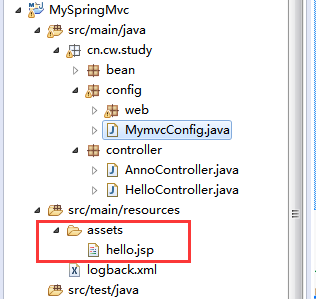 MySpringMvc
src/main/java
cn.cw.study
bean
config
web
MymvcConfig.java
controller
AnnoController.java
HelloController.java
src/main/resources
assets
hello.jsp
logback.xml
src/test/java